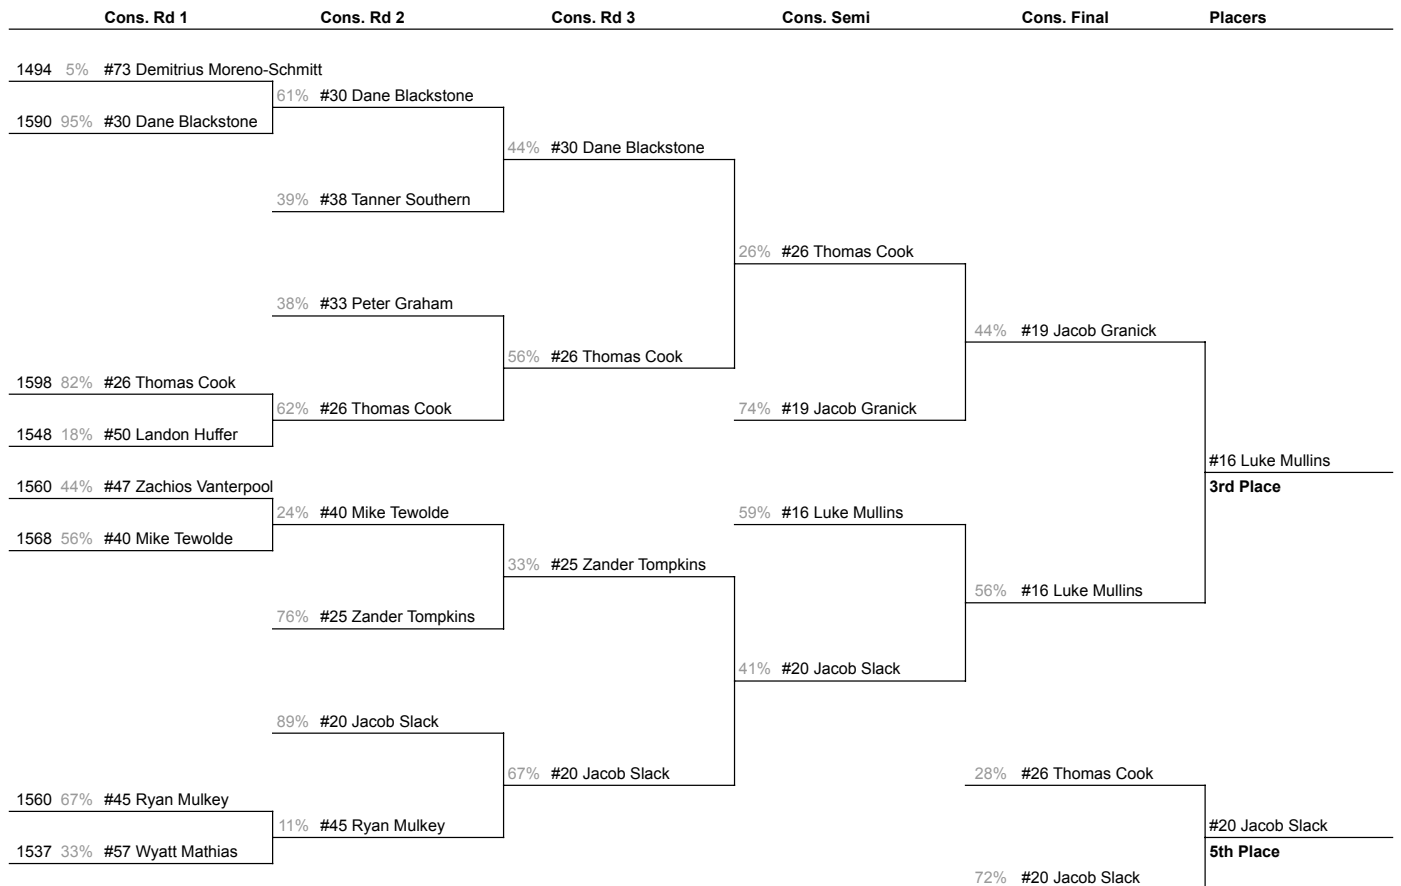 Cons. Rd 1 Cons. Rd 2 Cons. Rd 3 Cons. Semi Cons. Final Placers
1494 5% #73 Demitrius Moreno-Schmitt
61% #30 Dane Blackstone
1590 95% #30 Dane Blackstone
44% #30 Dane Blackstone
39% #38 Tanner Southern
26% #26 Thomas Cook
38% #33 Peter Graham
44% #19 Jacob Granick
56% #26 Thomas Cook
1598 82% #26 Thomas Cook
62% #26 Thomas Cook
74% #19 Jacob Granick
1548 18% #50 Landon Huffer
#16 Luke Mullins
1560 44% #47 Zachios Vanterpool
3rd Place
24% #40 Mike Tewolde
59% #16 Luke Mullins
1568 56% #40 Mike Tewolde
33% #25 Zander Tompkins
56% #16 Luke Mullins
76% #25 Zander Tompkins
41% #20 Jacob Slack
89% #20 Jacob Slack
67% #20 Jacob Slack
28% #26 Thomas Cook
1560 67% #45 Ryan Mulkey
11% #45 Ryan Mulkey
#20 Jacob Slack
1537 33% #57 Wyatt Mathias
5th Place
72% #20 Jacob Slack